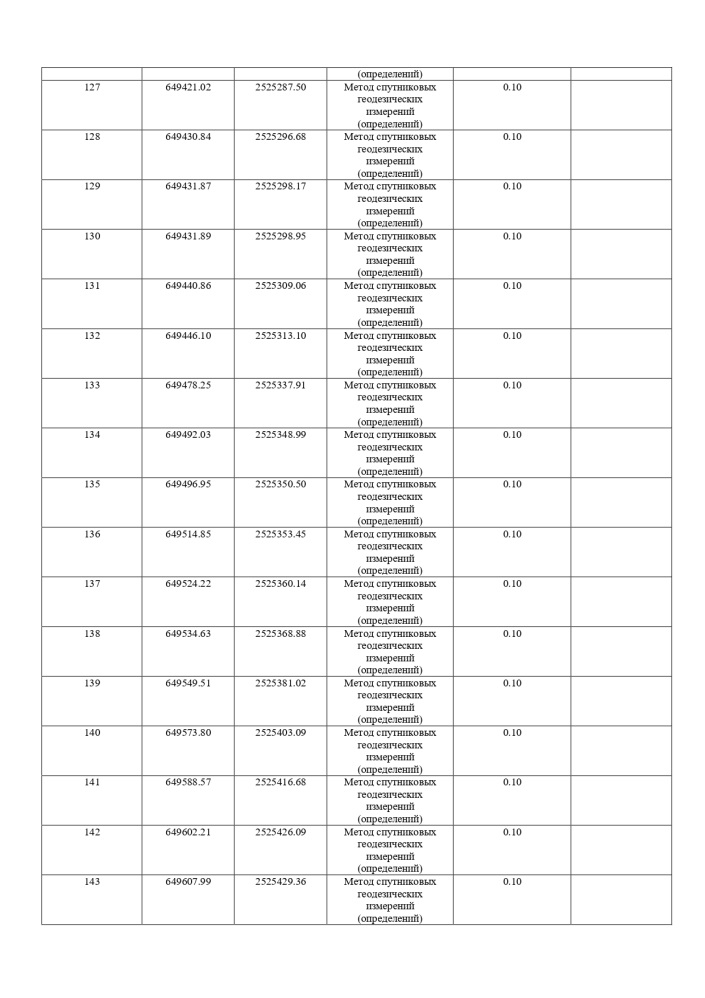 (определений)
127 649421.02 2525287.50 Метод спутниковых 0.10
геодезических
измерений
(определений)
128 649430.84 2525296.68 Метод спутниковых 0.10
геодезических
измерений
(определений)
129 649431.87 2525298.17 Метод спутниковых 0.10
геодезических
измерений
(определений)
130 649431.89 2525298.95 Метод спутниковых 0.10
геодезических
измерений
(определений)
131 649440.86 2525309.06 Метод спутниковых 0.10
геодезических
измерений
(определений)
132 649446.10 2525313.10 Метод спутниковых 0.10
геодезических
измерений
(определений)
133 649478.25 2525337.91 Метод спутниковых 0.10
геодезических
измерений
(определений)
134 649492.03 2525348.99 Метод спутниковых 0.10
геодезических
измерений
(определений)
135 649496.95 2525350.50 Метод спутниковых 0.10
геодезических
измерений
(определений)
136 649514.85 2525353.45 Метод спутниковых 0.10
геодезических
измерений
(определений)
137 649524.22 2525360.14 Метод спутниковых 0.10
геодезических
измерений
(определений)
138 649534.63 2525368.88 Метод спутниковых 0.10
геодезических
измерений
(определений)
139 649549.51 2525381.02 Метод спутниковых 0.10
геодезических
измерений
(определений)
140 649573.80 2525403.09 Метод спутниковых 0.10
геодезических
измерений
(определений)
141 649588.57 2525416.68 Метод спутниковых 0.10
геодезических
измерений
(определений)
142 649602.21 2525426.09 Метод спутниковых 0.10
геодезических
измерений
(определений)
143 649607.99 2525429.36 Метод спутниковых 0.10
геодезических
измерений
(определений)